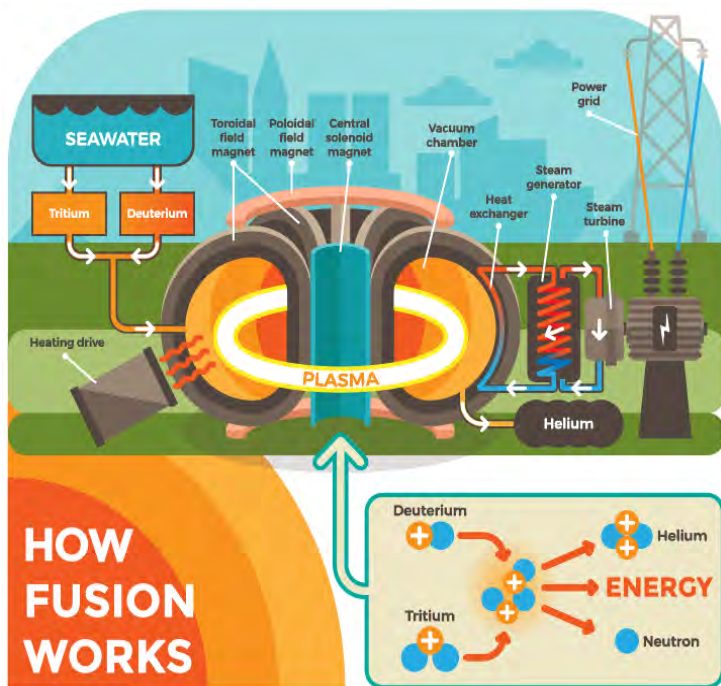 SEAWATER
Tritium
Deuterium
Toroidal
field
magnet
Poloidal
field
magnet
Central
solenoid
magnet
Vacuum
chamber
Heat
exchanger
Steam
generator
Steam
turbine
Power
grid
Heating drive
PLASMA
Helium
HOW
FUSION
WORKS
Deuterium
Tritium
Helium
ENERGY
Neutron